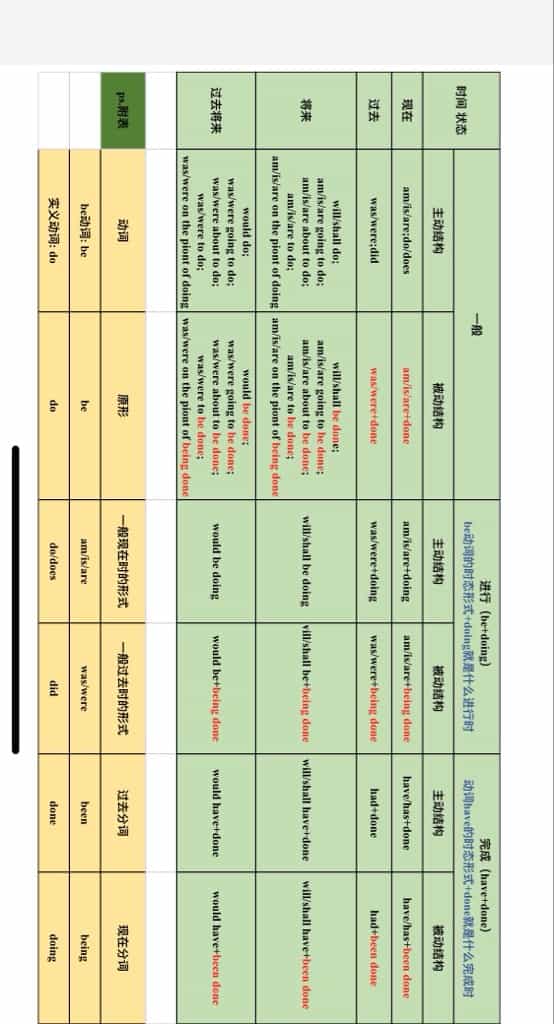 时间 状态
一般
进行（be+doing）
be动词的时态形式+doing就是什么进行时
完成（have+done）
动词have的时态形式+done就是什么完成时
主动结构
被动结构
主动结构
被动结构
主动结构
被动结构
现在
am/is/are;do/does
am/is/are+done
am/is/are+doing
am/is/are+being done
have/has+done
have/has+been done
过去
was/were;did
was/were+done
was/were+doing
was/were+being done
had+done
had+been done
将来
will/shall do;
am/is/are going to do;
am/is/are about to do;
am/is/are to do;
am/is/are on the piont of doing
will/shall be done;
am/is/are going to be done;
am/is/are about to be done;
am/is/are to be done;
am/is/are on the piont of being done
will/shall be doing
vill/shall be+being done
will/shall have+done
will/shall have+been done
过去将来
would do;
was/were going to do;
was/were about to do;
was/were to do;
was/were on the piont of doing
would be done;
was/were going to be done;
was/were about to be done;
was/were to be done;
was/were on the piont of being done
would be doing
would be+being done
would have+done
would have+been done
ps.附表
动词
原形
一般现在时的形式
一般过去时的形式
过去分词
现在分词
be动词: be
be
am/is/are
was/were
been
being
实义动词: do
do
do/does
did
done
doing